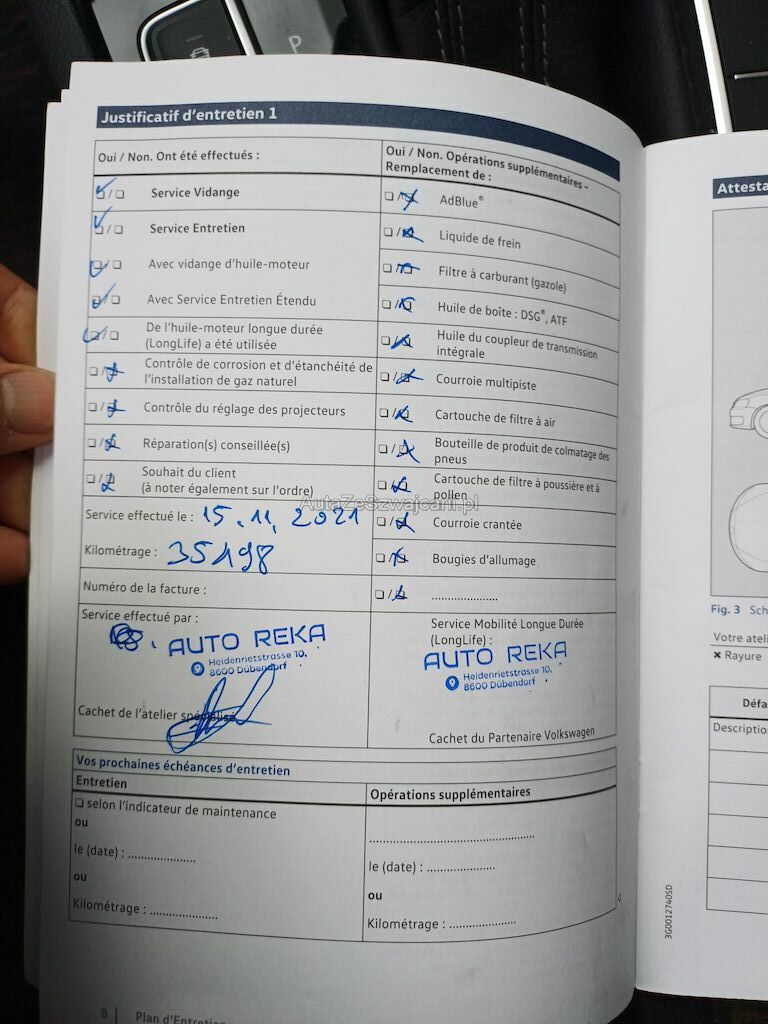 P
Justificatif d'entretien 1
Oui / Non. Ont été effectués :
Service Vidange
Service Entretien
Avec vidange d'huile-moteur
Avec Service Entretien Étendu
De l'huile-moteur longue durée
(LongLife) a été utilisée
Contrôle de corrosion et d'étanchéité de
l'installation de gaz naturel
Contrôle du réglage des projecteurs
Réparation(s) conseillée(s)
Souhait du client
(à noter également sur l'ordre)
Oui / Non. Opérations supplémentaires –
Remplacement de :
AdBlue®
Liquide de frein
Filtre à carburant (gazole)
Huile de boîte : DSG®, ATF
Huile du coupleur de transmission
intégrale
Courroie multipiste
Cartouche de filtre à air
Bouteille de produit de colmatage des
pneus
Cartouche de filtre à poussière et à
pollen
Courroie crantée
Bougies d'allumage
....................
AutaZeSzwajcarii.pl
Service effectué le : 15.11.2021
Kilométrage : 35498
Numéro de la facture :
Service effectué par :
AUTO REKA
Heidenrietstrasse 10,
8600 Dübendorf
Cachet de l'atelier spécialisé
Service Mobilité Longue Durée
(LongLife) :
AUTO REKA
Heidenrietstrasse 10,
8600 Dübendorf
Cachet du Partenaire Volkswagen
Vos prochaines échéances d'entretien
Entretien
❏ selon l'indicateur de maintenance
ou
le (date) : ....................
ou
Kilométrage : ....................
Opérations supplémentaires
..................................................
le (date) : ....................
ou
Kilométrage : ....................
8 | Plan d'Entretien
3G0012740SD
Attesta
Fig. 3 Sch
Votre ateli
✖ Rayure
Défa
Descriptio